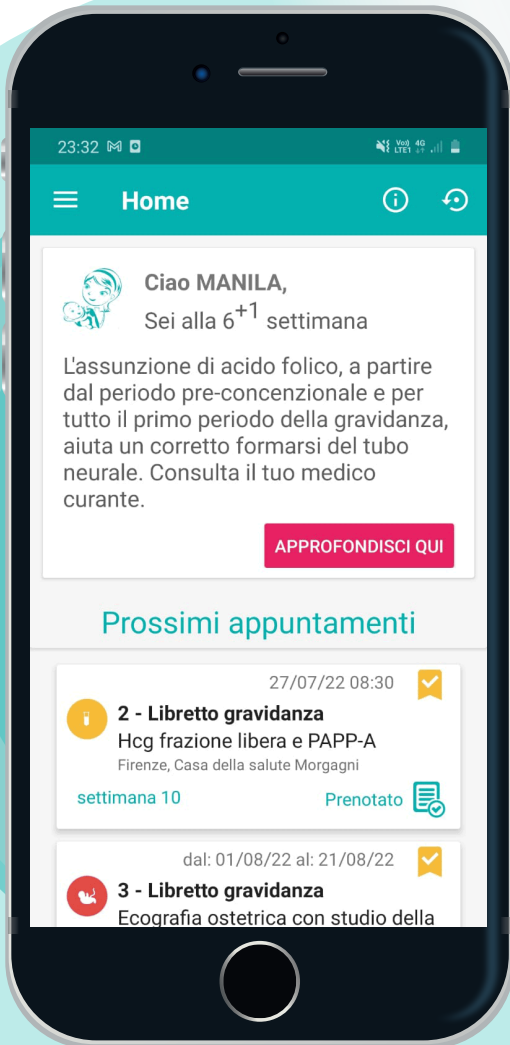 23:32
Vo)) 4G
LTE1
Home
Ciao MANILA,
Sei alla 6+1 settimana
L'assunzione di acido folico, a partire
dal periodo pre-concenzionale e per
tutto il primo periodo della gravidanza,
aiuta un corretto formarsi del tubo
neurale. Consulta il tuo medico
curante.
APPROFONDISCI QUI
Prossimi appuntamenti
27/07/22 08:30
2 - Libretto gravidanza
Hcg frazione libera e PAPP-A
Firenze, Casa della salute Morgagni
settimana 10
Prenotato
dal: 01/08/22 al: 21/08/22
3 - Libretto gravidanza
Ecografia ostetrica con studio della